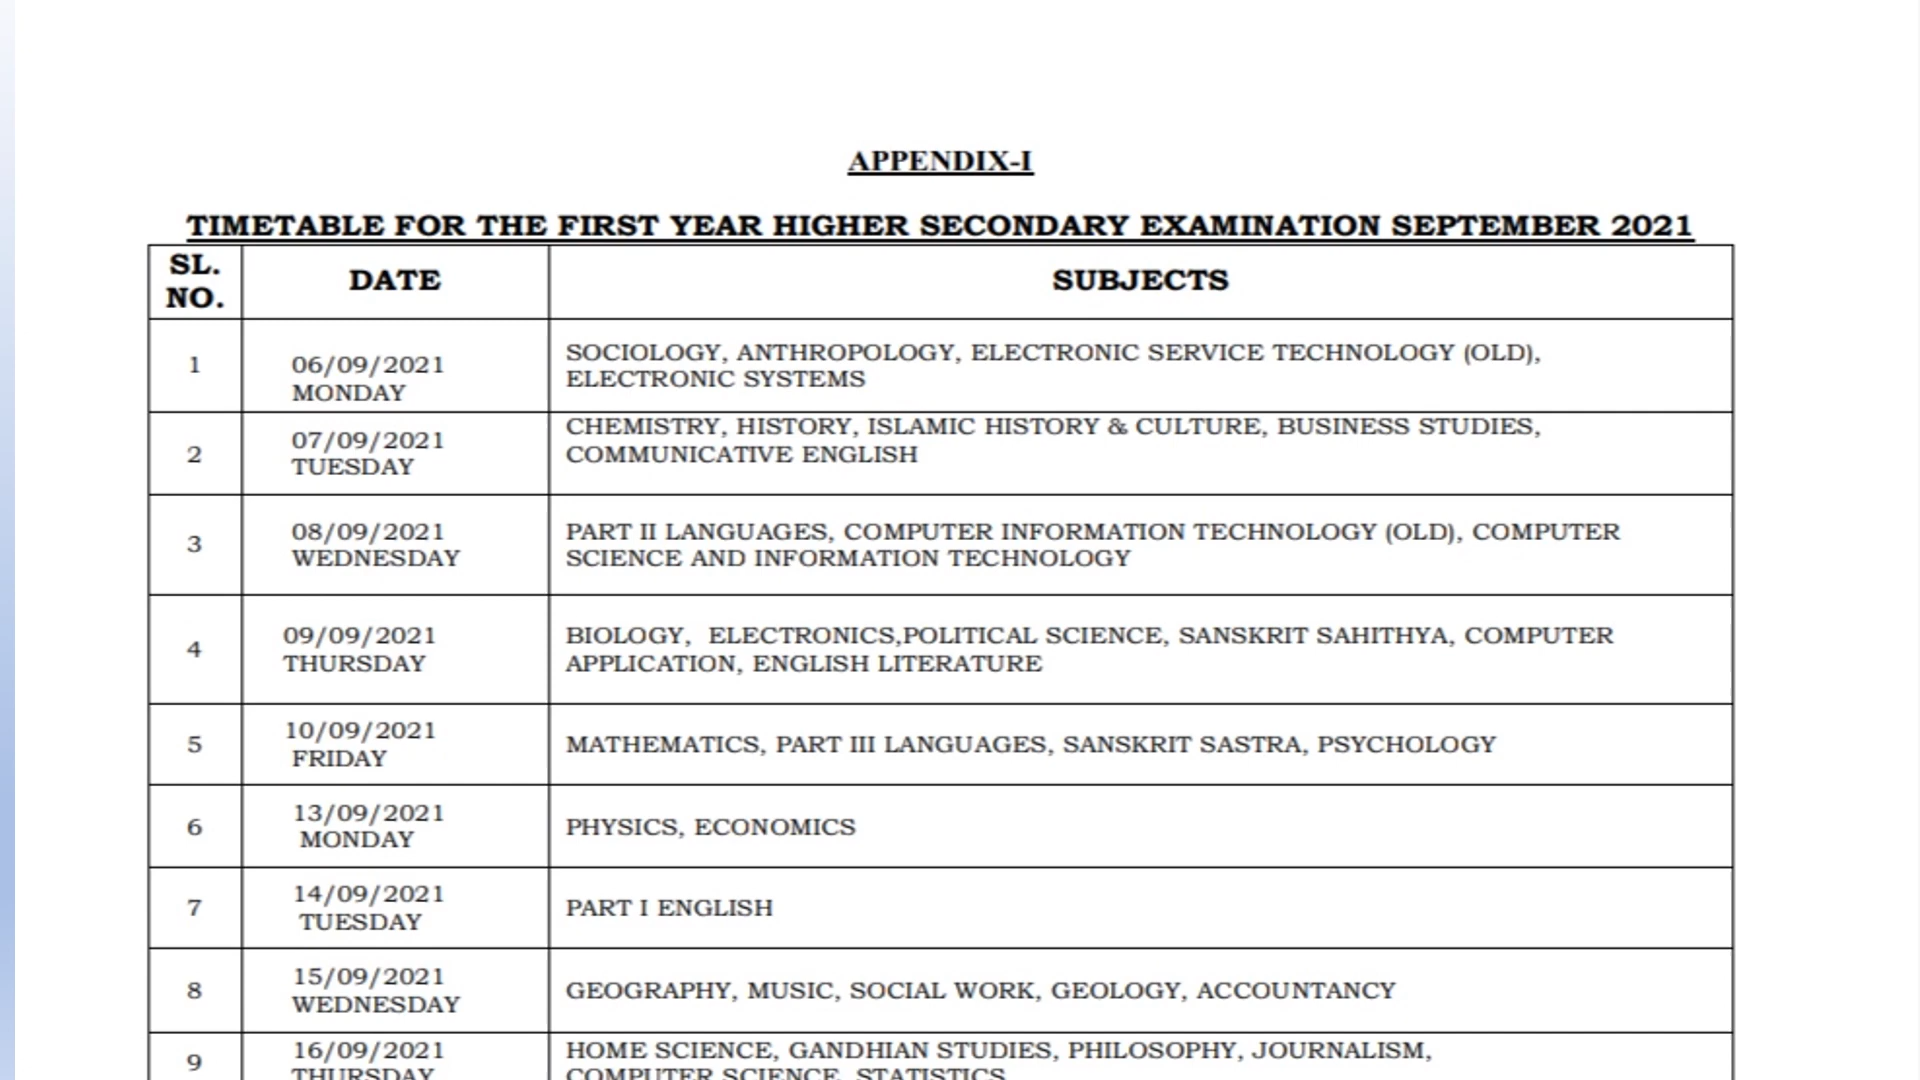 APPENDIX-I
TIMETABLE FOR THE FIRST YEAR HIGHER SECONDARY EXAMINATION SEPTEMBER 2021
SL. NO.
DATE
SUBJECTS
1
06/09/2021
MONDAY
SOCIOLOGY, ANTHROPOLOGY, ELECTRONIC SERVICE TECHNOLOGY (OLD),
ELECTRONIC SYSTEMS
2
07/09/2021
TUESDAY
CHEMISTRY, HISTORY, ISLAMIC HISTORY & CULTURE, BUSINESS STUDIES,
COMMUNICATIVE ENGLISH
3
08/09/2021
WEDNESDAY
PART II LANGUAGES, COMPUTER INFORMATION TECHNOLOGY (OLD), COMPUTER
SCIENCE AND INFORMATION TECHNOLOGY
4
09/09/2021
THURSDAY
BIOLOGY, ELECTRONICS,POLITICAL SCIENCE, SANSKRIT SAHITHYA, COMPUTER
APPLICATION, ENGLISH LITERATURE
5
10/09/2021
FRIDAY
MATHEMATICS, PART III LANGUAGES, SANSKRIT SASTRA, PSYCHOLOGY
6
13/09/2021
MONDAY
PHYSICS, ECONOMICS
7
14/09/2021
TUESDAY
PART I ENGLISH
8
15/09/2021
WEDNESDAY
GEOGRAPHY, MUSIC, SOCIAL WORK, GEOLOGY, ACCOUNTANCY
9
16/09/2021
THURSDAY
HOME SCIENCE, GANDHIAN STUDIES, PHILOSOPHY, JOURNALISM,
COMPUTER SCIENCE, STATISTICS